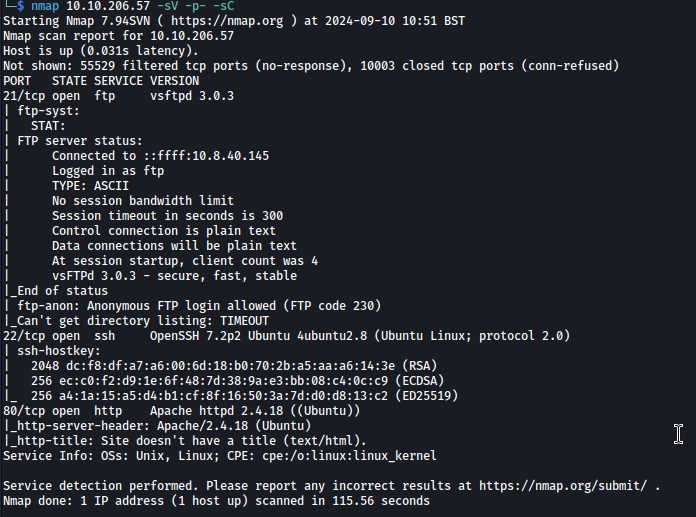 └─$ nmap 10.10.206.57 -sV -p- -sC
Starting Nmap 7.94SVN ( https://nmap.org ) at 2024-09-10 10:51 BST
Nmap scan report for 10.10.206.57
Host is up (0.031s latency).
Not shown: 55529 filtered tcp ports (no-response), 10003 closed tcp ports (conn-refused)
PORT   STATE SERVICE VERSION
21/tcp open  ftp     vsftpd 3.0.3
| ftp-syst:
|   STAT:
| FTP server status:
|      Connected to ::ffff:10.8.40.145
|      Logged in as ftp
|      TYPE: ASCII
|      No session bandwidth limit
|      Session timeout in seconds is 300
|      Control connection is plain text
|      Data connections will be plain text
|      At session startup, client count was 4
|      vsFTPd 3.0.3 - secure, fast, stable
|_End of status
| ftp-anon: Anonymous FTP login allowed (FTP code 230)
|_Can't get directory listing: TIMEOUT
22/tcp open  ssh     OpenSSH 7.2p2 Ubuntu 4ubuntu2.8 (Ubuntu Linux; protocol 2.0)
| ssh-hostkey:
|   2048 dc:f8:df:a7:a6:00:6d:18:b0:70:2b:a5:aa:a6:14:3e (RSA)
|   256 ec:c0:f2:d9:1e:6f:48:7d:38:9a:e3:bb:08:c4:0c:c9 (ECDSA)
|_  256 a4:1a:15:a5:d4:b1:cf:8f:16:50:3a:7d:d0:d8:13:c2 (ED25519)
80/tcp open  http    Apache httpd 2.4.18 ((Ubuntu))
|_http-server-header: Apache/2.4.18 (Ubuntu)
|_http-title: Site doesn't have a title (text/html).
Service Info: OSs: Unix, Linux; CPE: cpe:/o:linux:linux_kernel

Service detection performed. Please report any incorrect results at https://nmap.org/submit/ .
Nmap done: 1 IP address (1 host up) scanned in 115.56 seconds